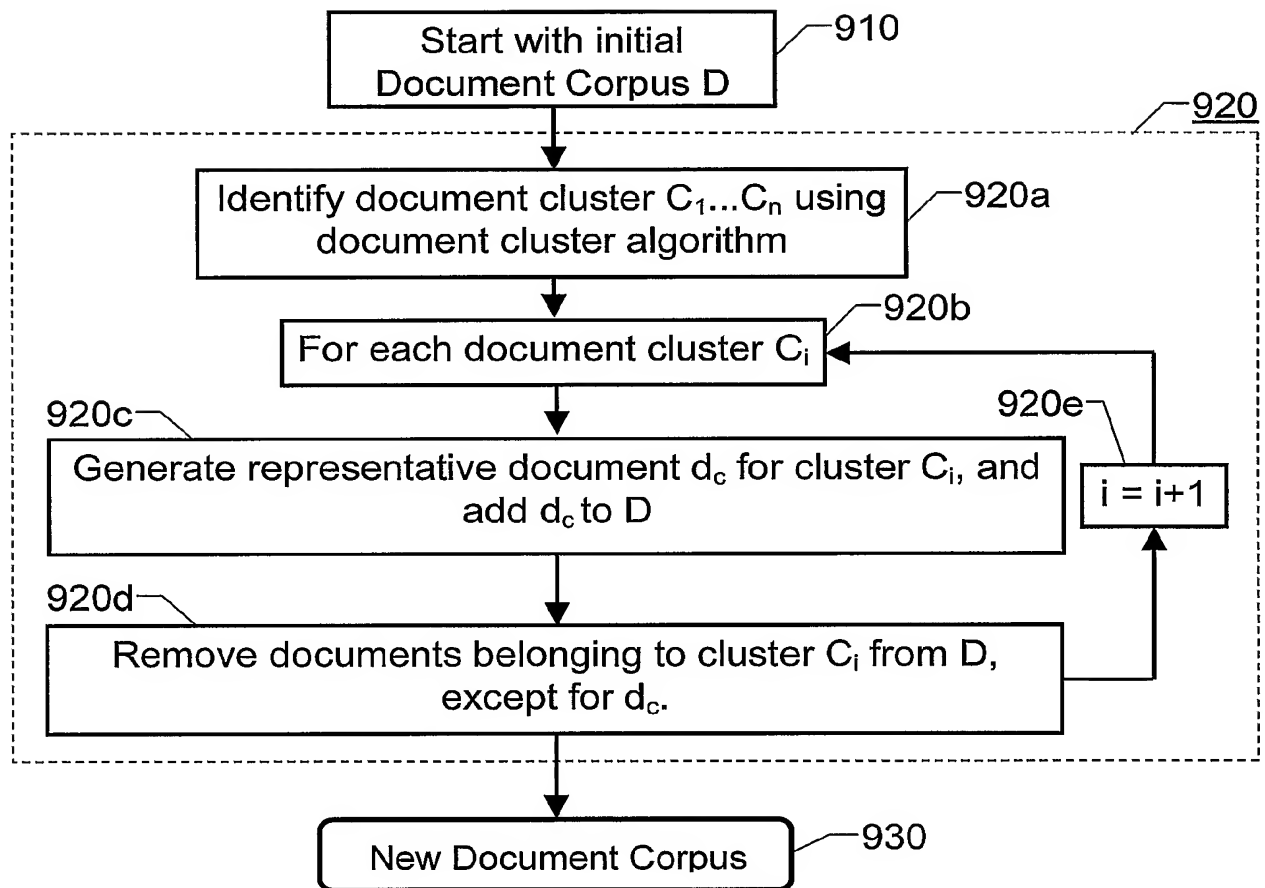 Start with initial
Document Corpus D
910
920
Identify document cluster C₁...Cₙ using
document cluster algorithm
920a
920b
For each document cluster Cᵢ
920c
920e
Generate representative document d꜀ for cluster Cᵢ, and
add d꜀ to D
i = i+1
920d
Remove documents belonging to cluster Cᵢ from D,
except for d꜀.
New Document Corpus
930